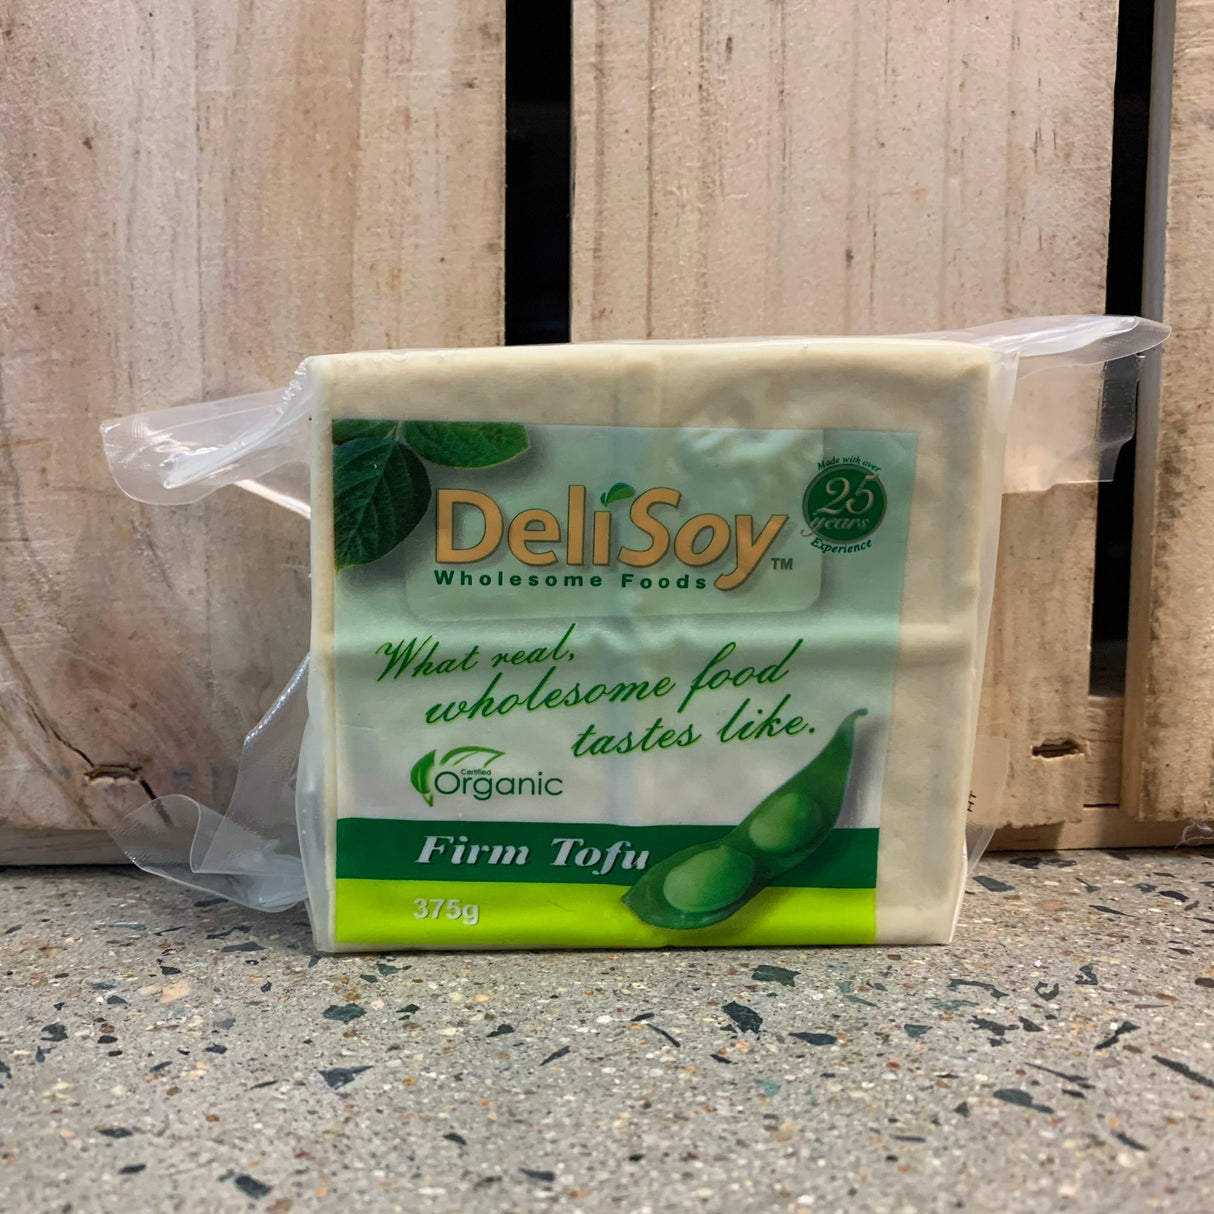 DeliSoy™
Wholesome Foods
Made with over
25
years
Experience
What real,
wholesome food
tastes like.
Certified
Organic
Firm Tofu
375g